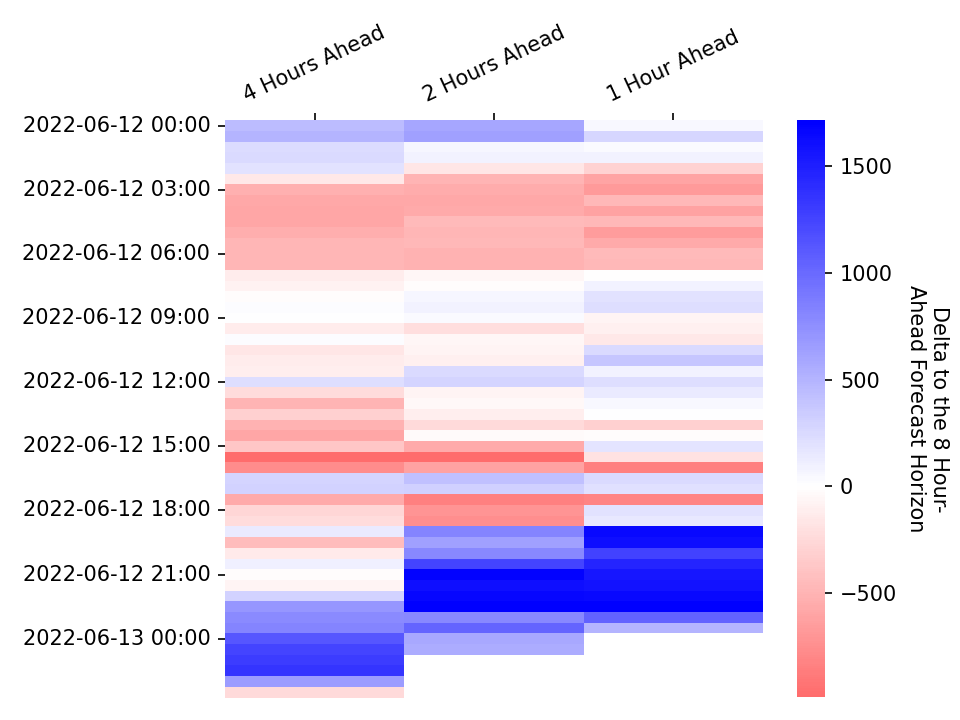 4 Hours Ahead
2 Hours Ahead
1 Hour Ahead
2022-06-12 00:00
2022-06-12 03:00
2022-06-12 06:00
2022-06-12 09:00
2022-06-12 12:00
2022-06-12 15:00
2022-06-12 18:00
2022-06-12 21:00
2022-06-13 00:00
1500
1000
500
0
−500
Delta to the 8 Hour-
Ahead Forecast Horizon